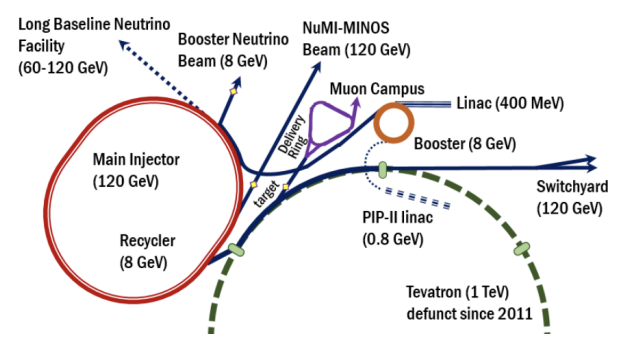 Long Baseline Neutrino
Facility
(60-120 GeV)
Booster Neutrino
Beam (8 GeV)
NuMI-MINOS
Beam (120 GeV)
Muon Campus
Linac (400 MeV)
Delivery
Ring
Booster (8 GeV)
Main Injector
(120 GeV)
target
Switchyard
(120 GeV)
PIP-II linac
(0.8 GeV)
Recycler
(8 GeV)
Tevatron (1 TeV)
defunct since 2011